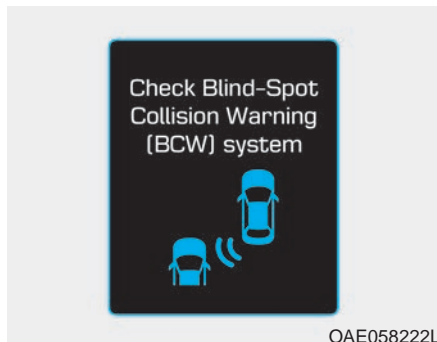 Check Blind-Spot
Collision Warning
(BCW) system
OAE058222L